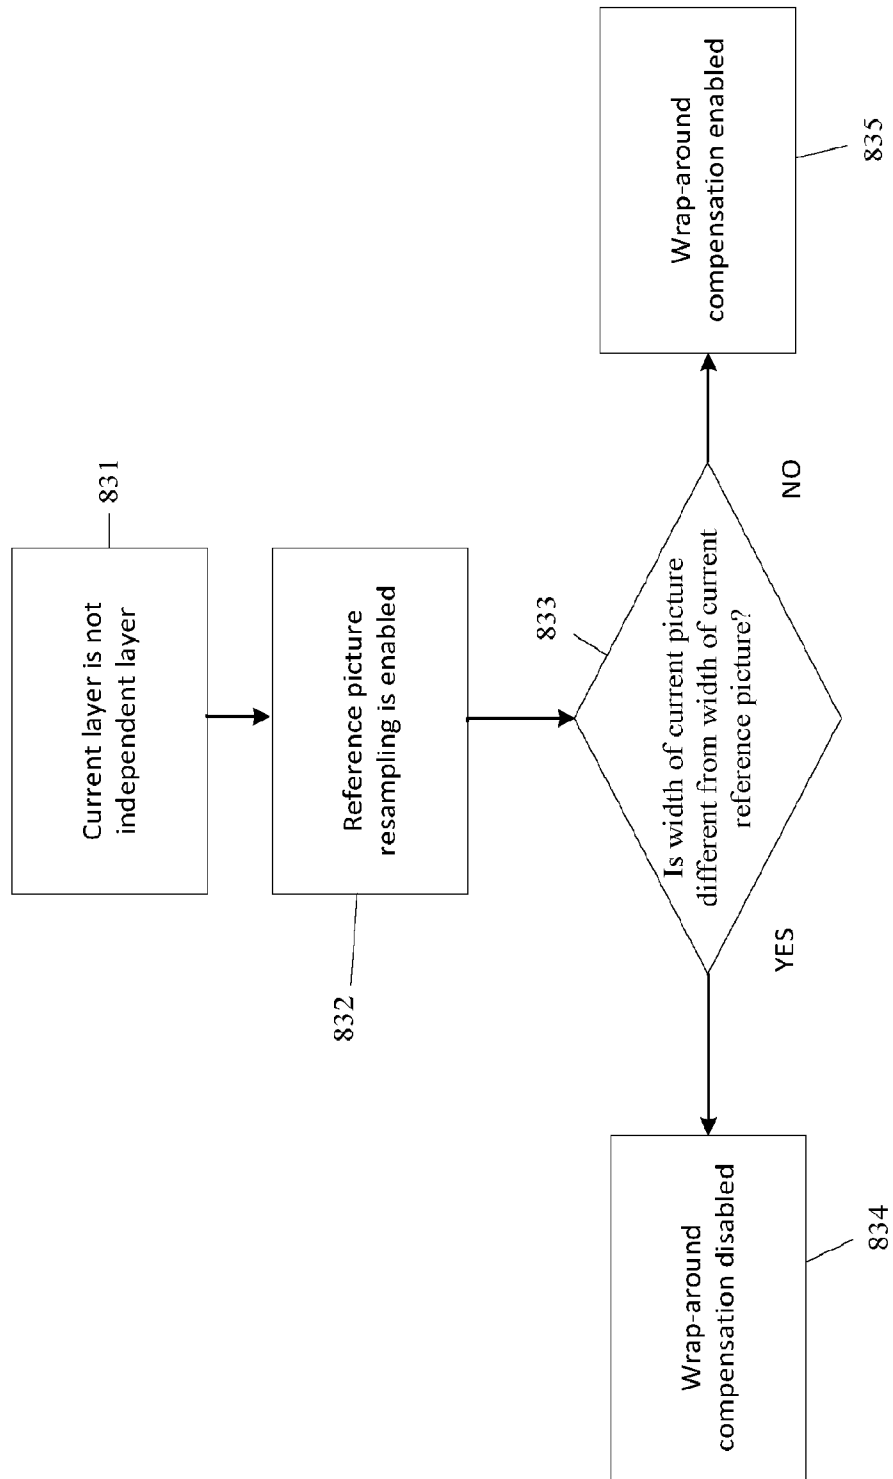 Current layer is not
independent layer
831
Reference picture
resampling is enabled
832
833
Is width of current picture
different from width of current
reference picture?
YES
NO
Wrap-around
compensation disabled
834
Wrap-around
compensation enabled
835